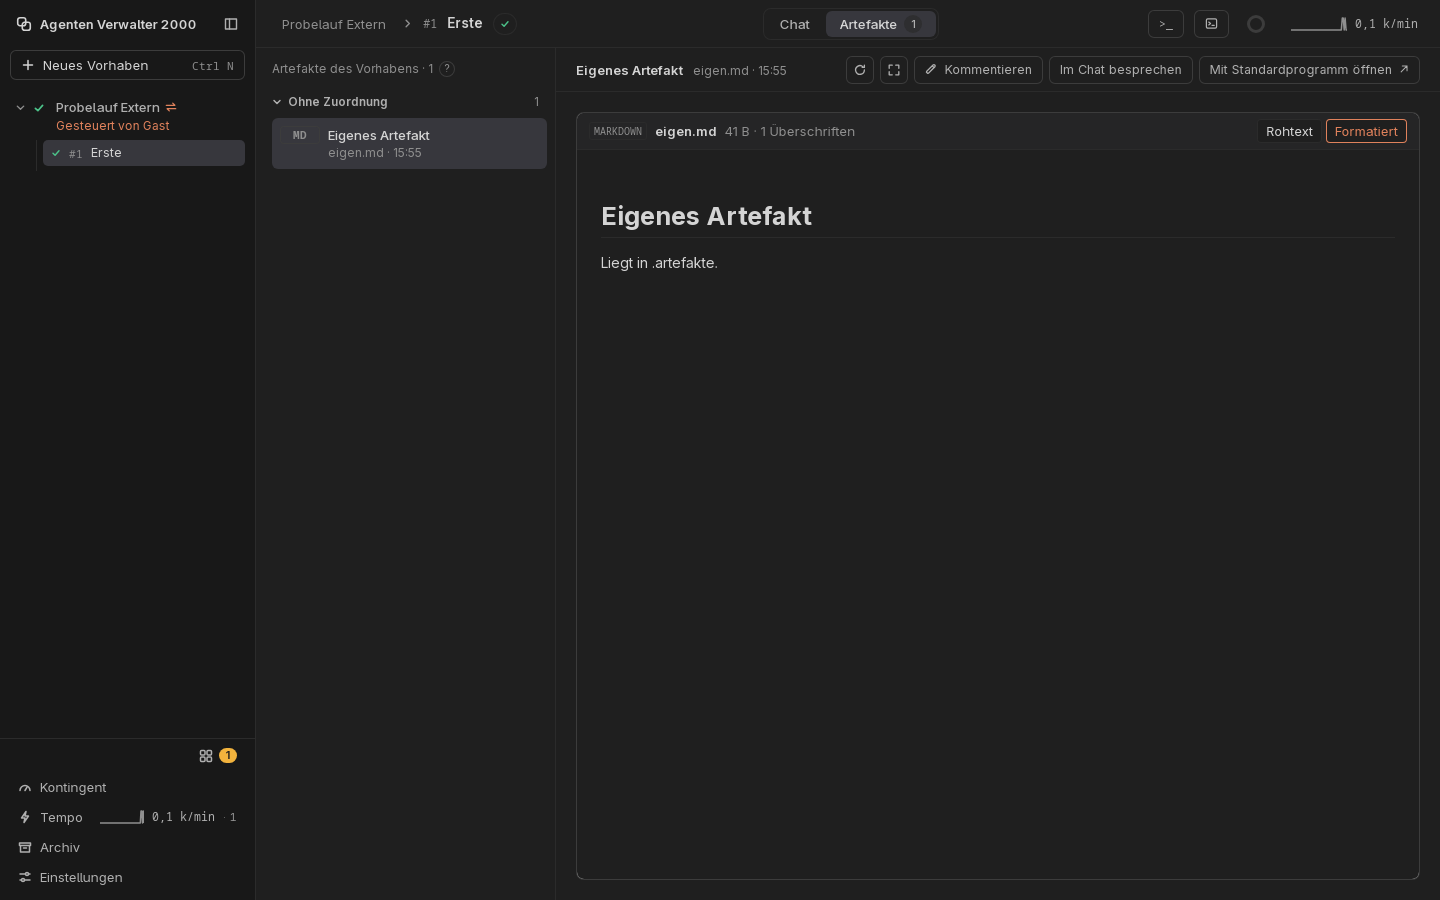 Agenten Verwalter 2000
Neues Vorhaben Ctrl N
Probelauf Extern
Gesteuert von Gast
#1 Erste
Kontingent
Tempo 0,1 k/min · 1
Archiv
Einstellungen
1
Probelauf Extern #1 Erste
Chat Artefakte 1
>_ 0,1 k/min
Artefakte des Vorhabens · 1 ?
Ohne Zuordnung 1
MD Eigenes Artefakt
eigen.md · 15:55
Eigenes Artefakt eigen.md · 15:55 Kommentieren Im Chat besprechen Mit Standardprogramm öffnen
MARKDOWN eigen.md 41 B · 1 Überschriften Rohtext Formatiert
Eigenes Artefakt
Liegt in .artefakte.